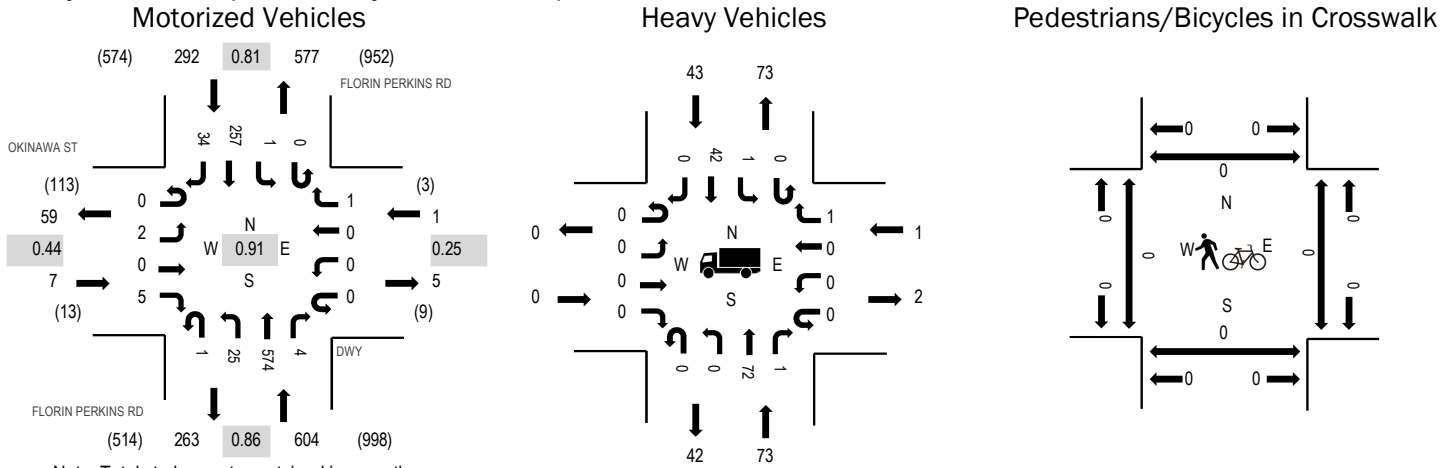 Motorized Vehicles
(574) 292 0.81 577 (952)
FLORIN PERKINS RD
34 257 1 0
OKINAWA ST
(113) 0 1 (3)
59 2 0 1
N
0.44 W 0.91 E 0.25
S
7 0 0 5
(13) 5 0 (9)
1 25 574 4
DWY
FLORIN PERKINS RD
(514) 263 0.86 604 (998)
Heavy Vehicles
43 73
0 42 1 0
0 1
0 0 0 1
N
W E
S
0 0 0 2
0 0
0 0 72 1
42 73
Pedestrians/Bicycles in Crosswalk
0 0
0
N
0 0 W E 0 0
0 0
S
0
0 0